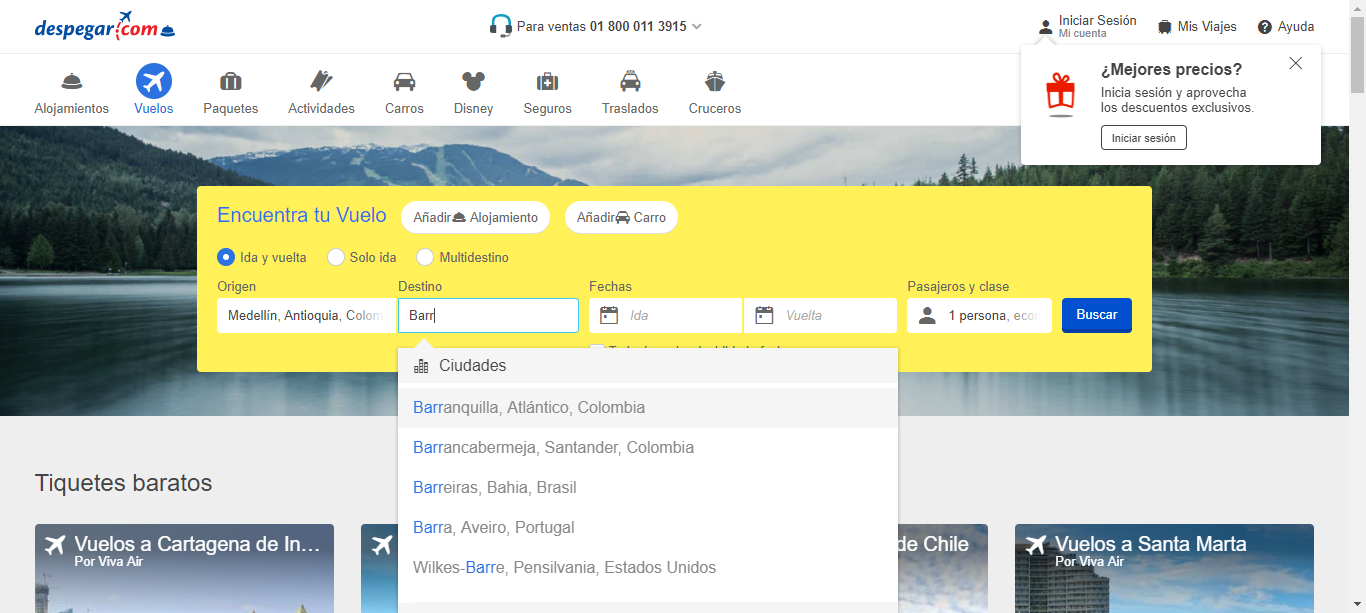 despegar.com
Para ventas 01 800 011 3915
Iniciar Sesión
Mi cuenta
Mis Viajes
Ayuda
¿Mejores precios?
Inicia sesión y aprovecha
los descuentos exclusivos.
Iniciar sesión
Alojamientos
Vuelos
Paquetes
Actividades
Carros
Disney
Seguros
Traslados
Cruceros
Encuentra tu Vuelo
Añadir Alojamiento
Añadir Carro
Ida y vuelta
Solo ida
Multidestino
Origen
Destino
Fechas
Pasajeros y clase
Medellín, Antioquia, Colom
Barr
Ida
Vuelta
1 persona, econ
Buscar
Ciudades
Barranquilla, Atlántico, Colombia
Barrancabermeja, Santander, Colombia
Barreiras, Bahia, Brasil
Barra, Aveiro, Portugal
Wilkes-Barre, Pensilvania, Estados Unidos
Tiquetes baratos
Vuelos a Cartagena de In...
Por Viva Air
de Chile
Vuelos a Santa Marta
Por Viva Air